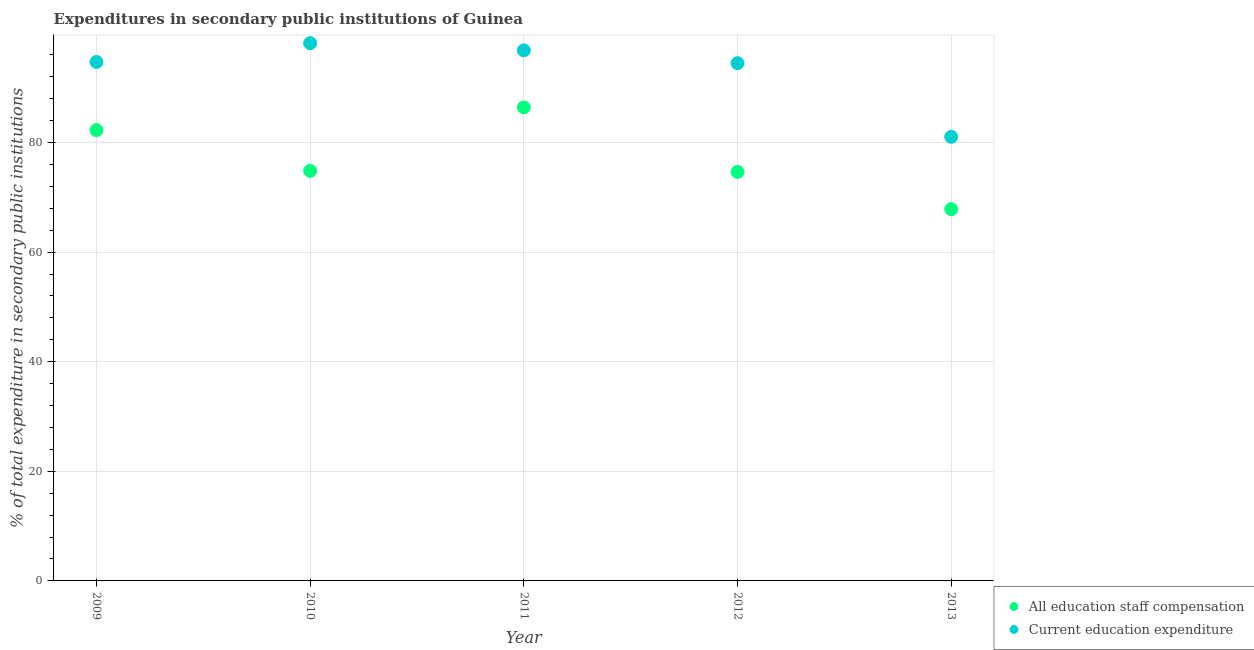 Expenditures in secondary public institutions of Guinea
% of total expenditure in secondary public institutions
80
60
40
20
0
2009
2010
2011
2012
2013
Year
All education staff compensation
Current education expenditure